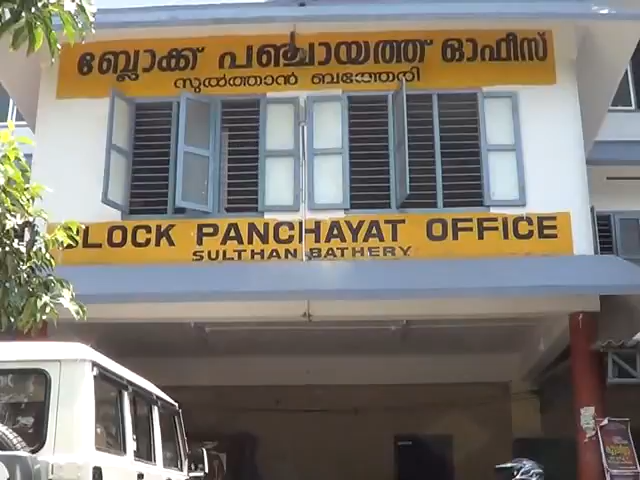 ബ്ലോക്ക് പഞ്ചായത്ത് ഓഫീസ്
സുൽത്താൻ ബത്തേരി
BLOCK PANCHAYAT OFFICE
SULTHAN BATHERY